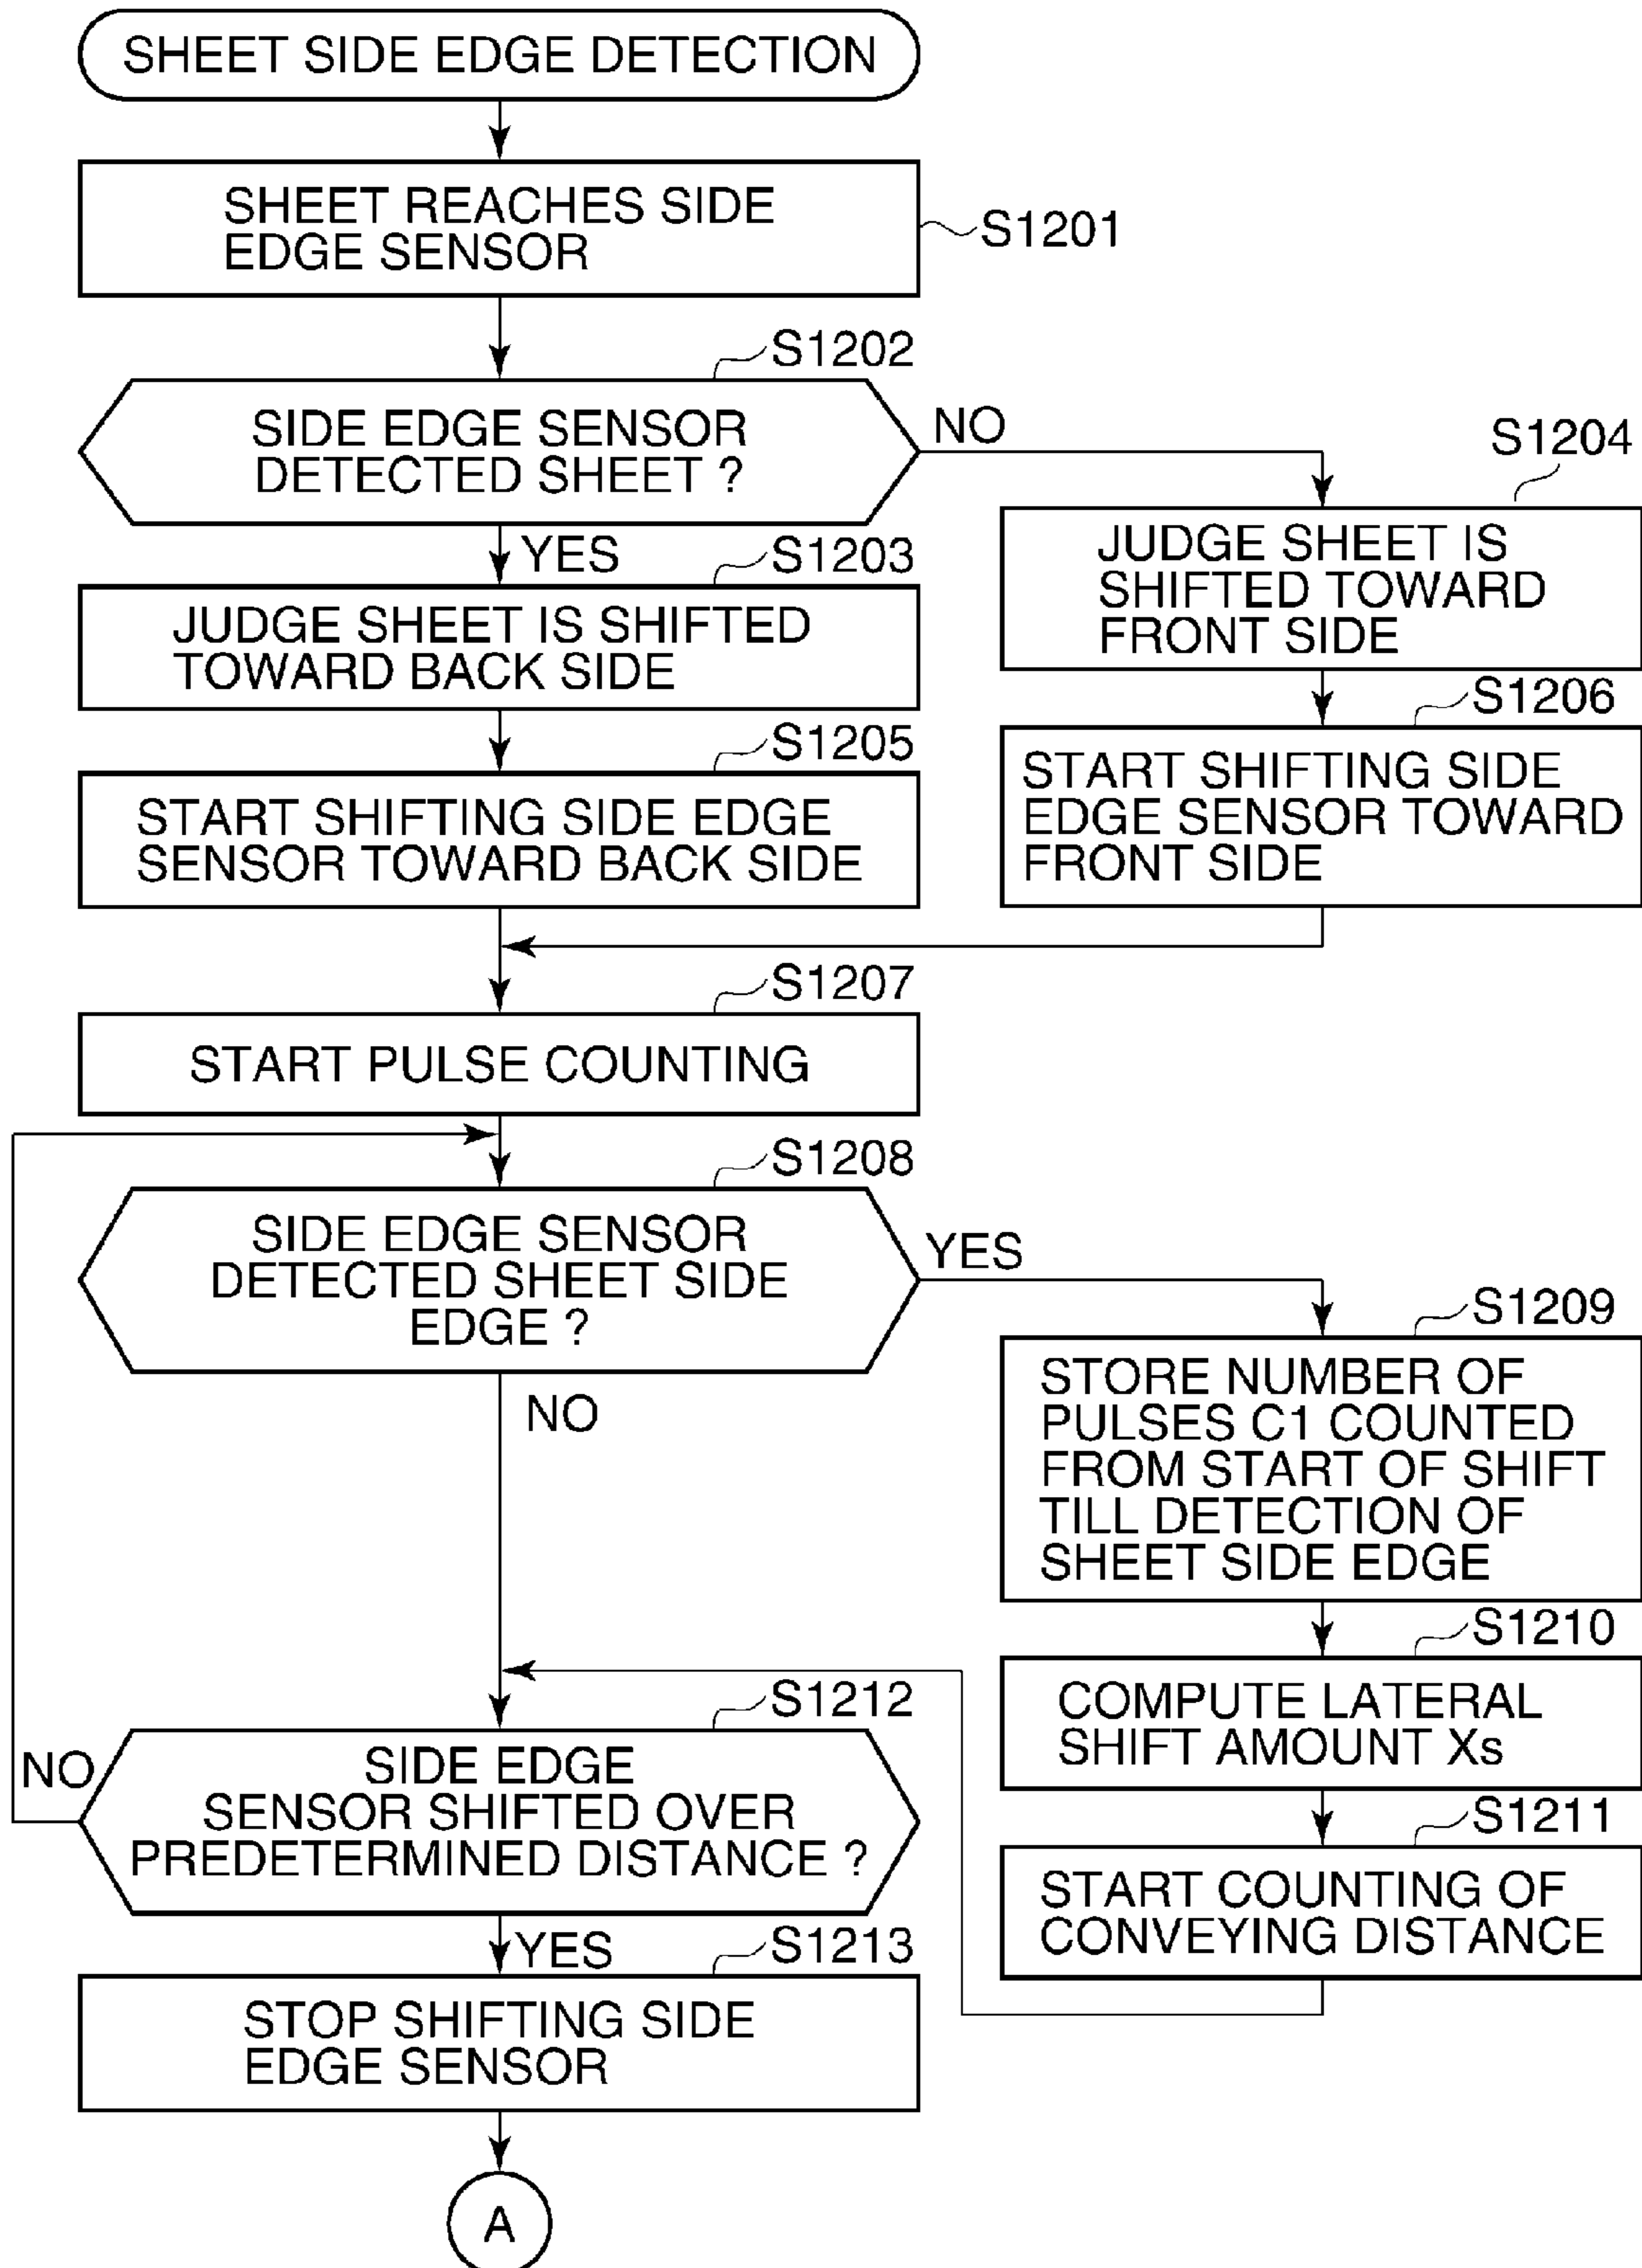 SHEET SIDE EDGE DETECTION
SHEET REACHES SIDE
EDGE SENSOR
S1201
S1202
SIDE EDGE SENSOR
DETECTED SHEET ?
NO
YES
S1203
JUDGE SHEET IS SHIFTED
TOWARD BACK SIDE
S1204
JUDGE SHEET IS
SHIFTED TOWARD
FRONT SIDE
S1205
START SHIFTING SIDE EDGE
SENSOR TOWARD BACK SIDE
S1206
START SHIFTING SIDE
EDGE SENSOR TOWARD
FRONT SIDE
S1207
START PULSE COUNTING
S1208
SIDE EDGE SENSOR
DETECTED SHEET SIDE
EDGE ?
YES
NO
S1209
STORE NUMBER OF
PULSES C1 COUNTED
FROM START OF SHIFT
TILL DETECTION OF
SHEET SIDE EDGE
S1210
COMPUTE LATERAL
SHIFT AMOUNT Xs
S1211
START COUNTING OF
CONVEYING DISTANCE
S1212
NO
SIDE EDGE
SENSOR SHIFTED OVER
PREDETERMINED DISTANCE ?
YES
S1213
STOP SHIFTING SIDE
EDGE SENSOR
A